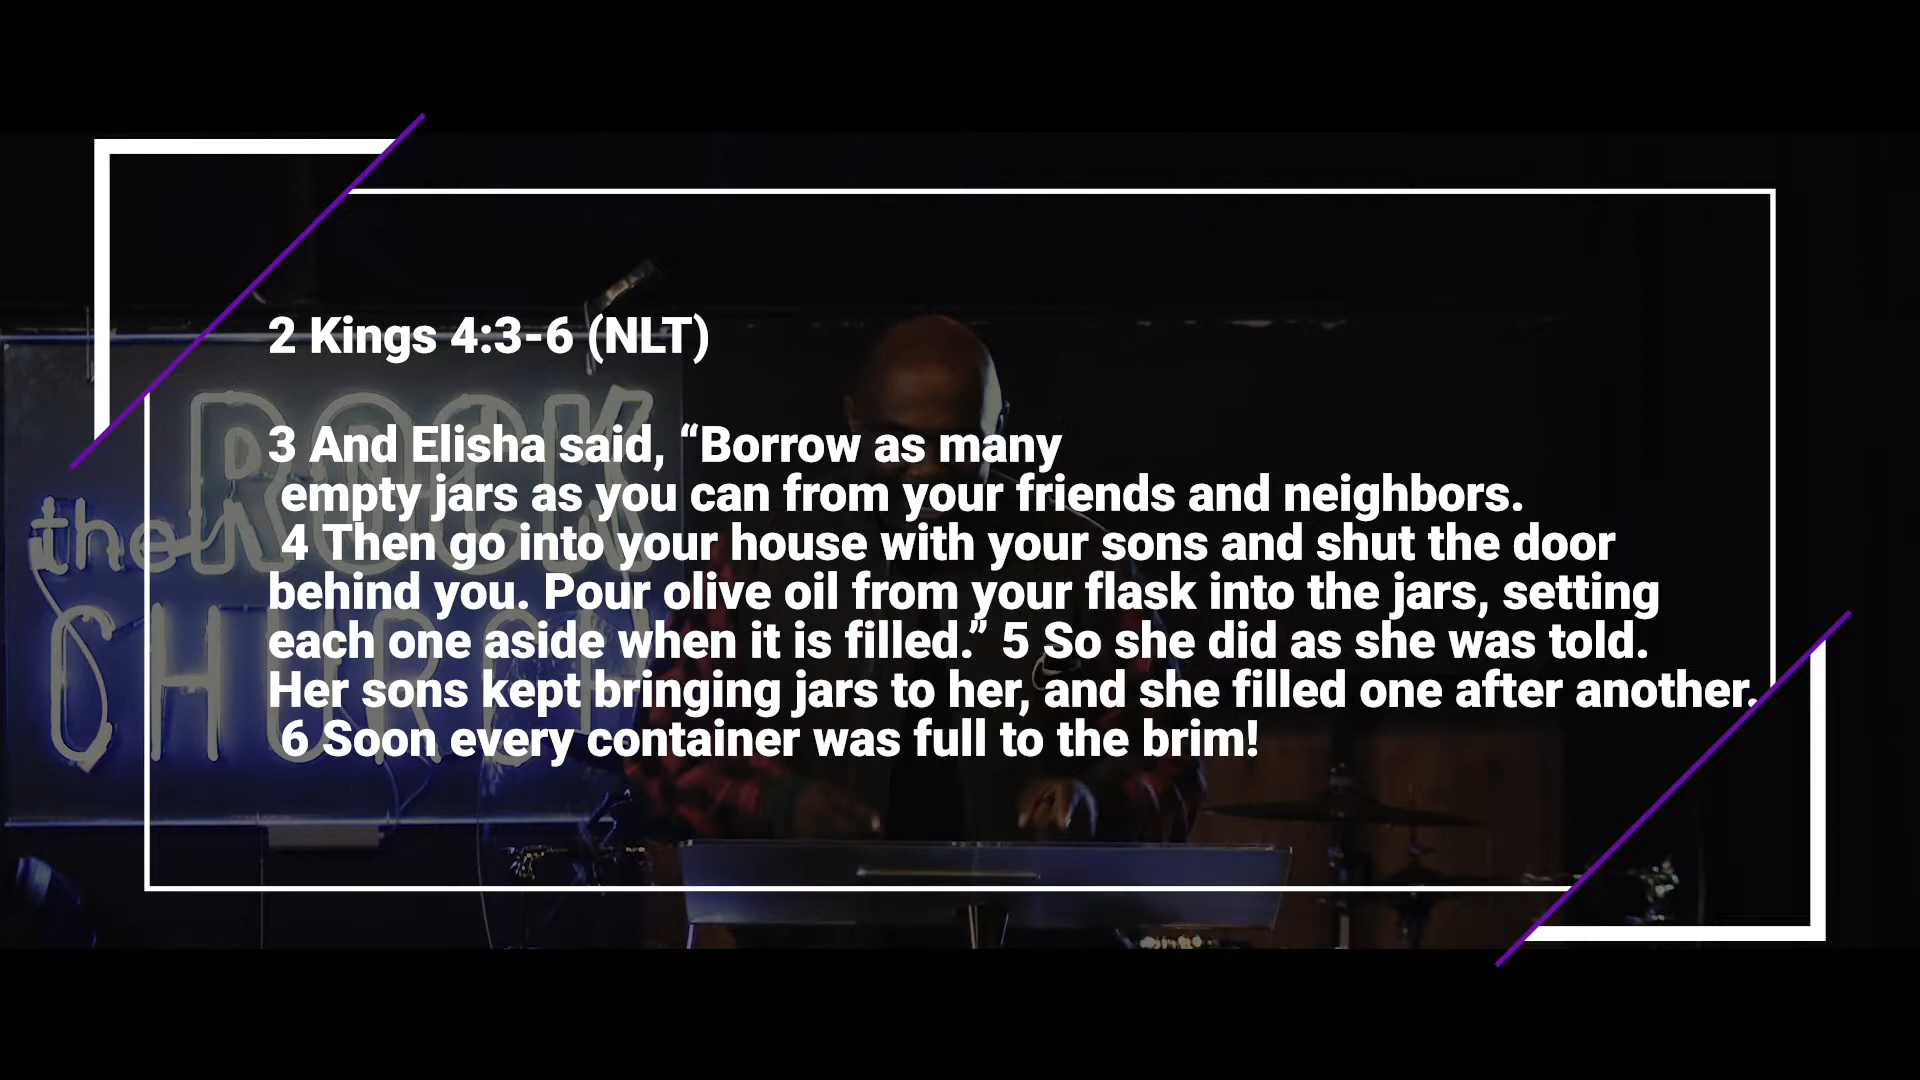 2 Kings 4:3-6 (NLT)
3 And Elisha said, “Borrow as many
empty jars as you can from your friends and neighbors.
4 Then go into your house with your sons and shut the door
behind you. Pour olive oil from your flask into the jars, setting
each one aside when it is filled.” 5 So she did as she was told.
Her sons kept bringing jars to her, and she filled one after another.
6 Soon every container was full to the brim!
the ROCK
CHURCH